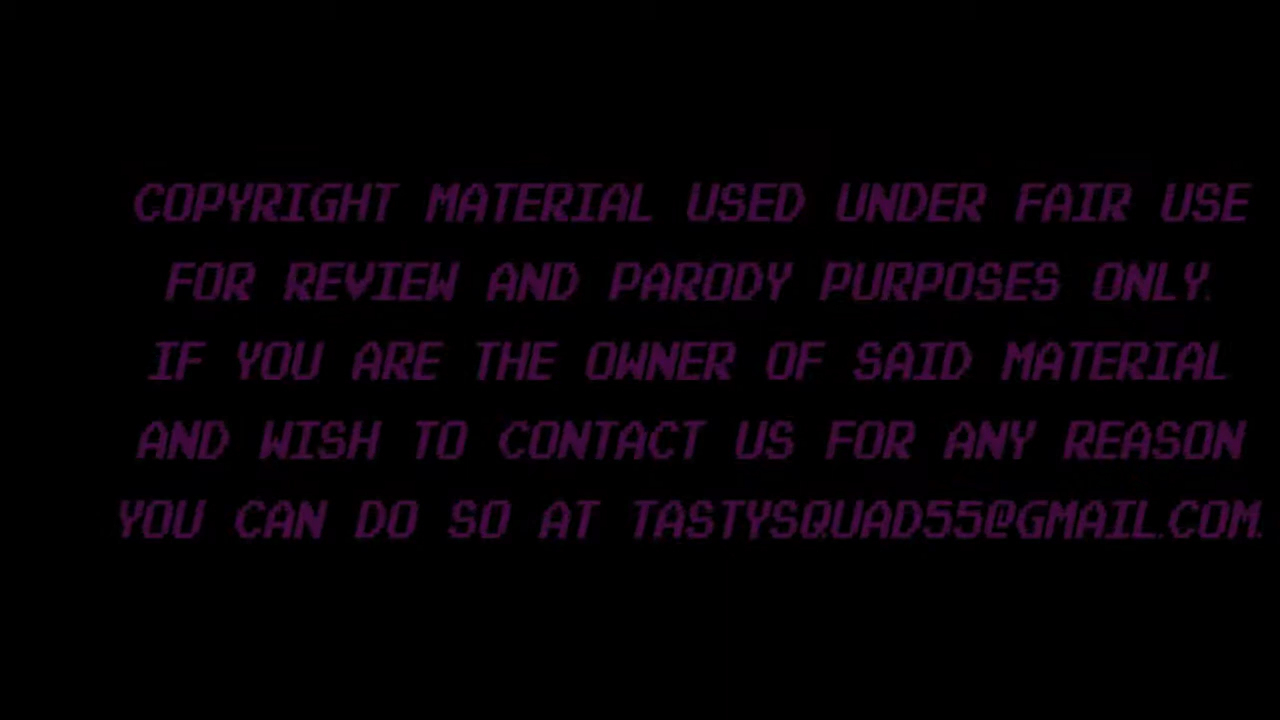 COPYRIGHT MATERIAL USED UNDER FAIR USE
FOR REVIEW AND PARODY PURPOSES ONLY.
IF YOU ARE THE OWNER OF SAID MATERIAL
AND WISH TO CONTACT US FOR ANY REASON
YOU CAN DO SO AT TASTYSQUAD55@GMAIL.COM.